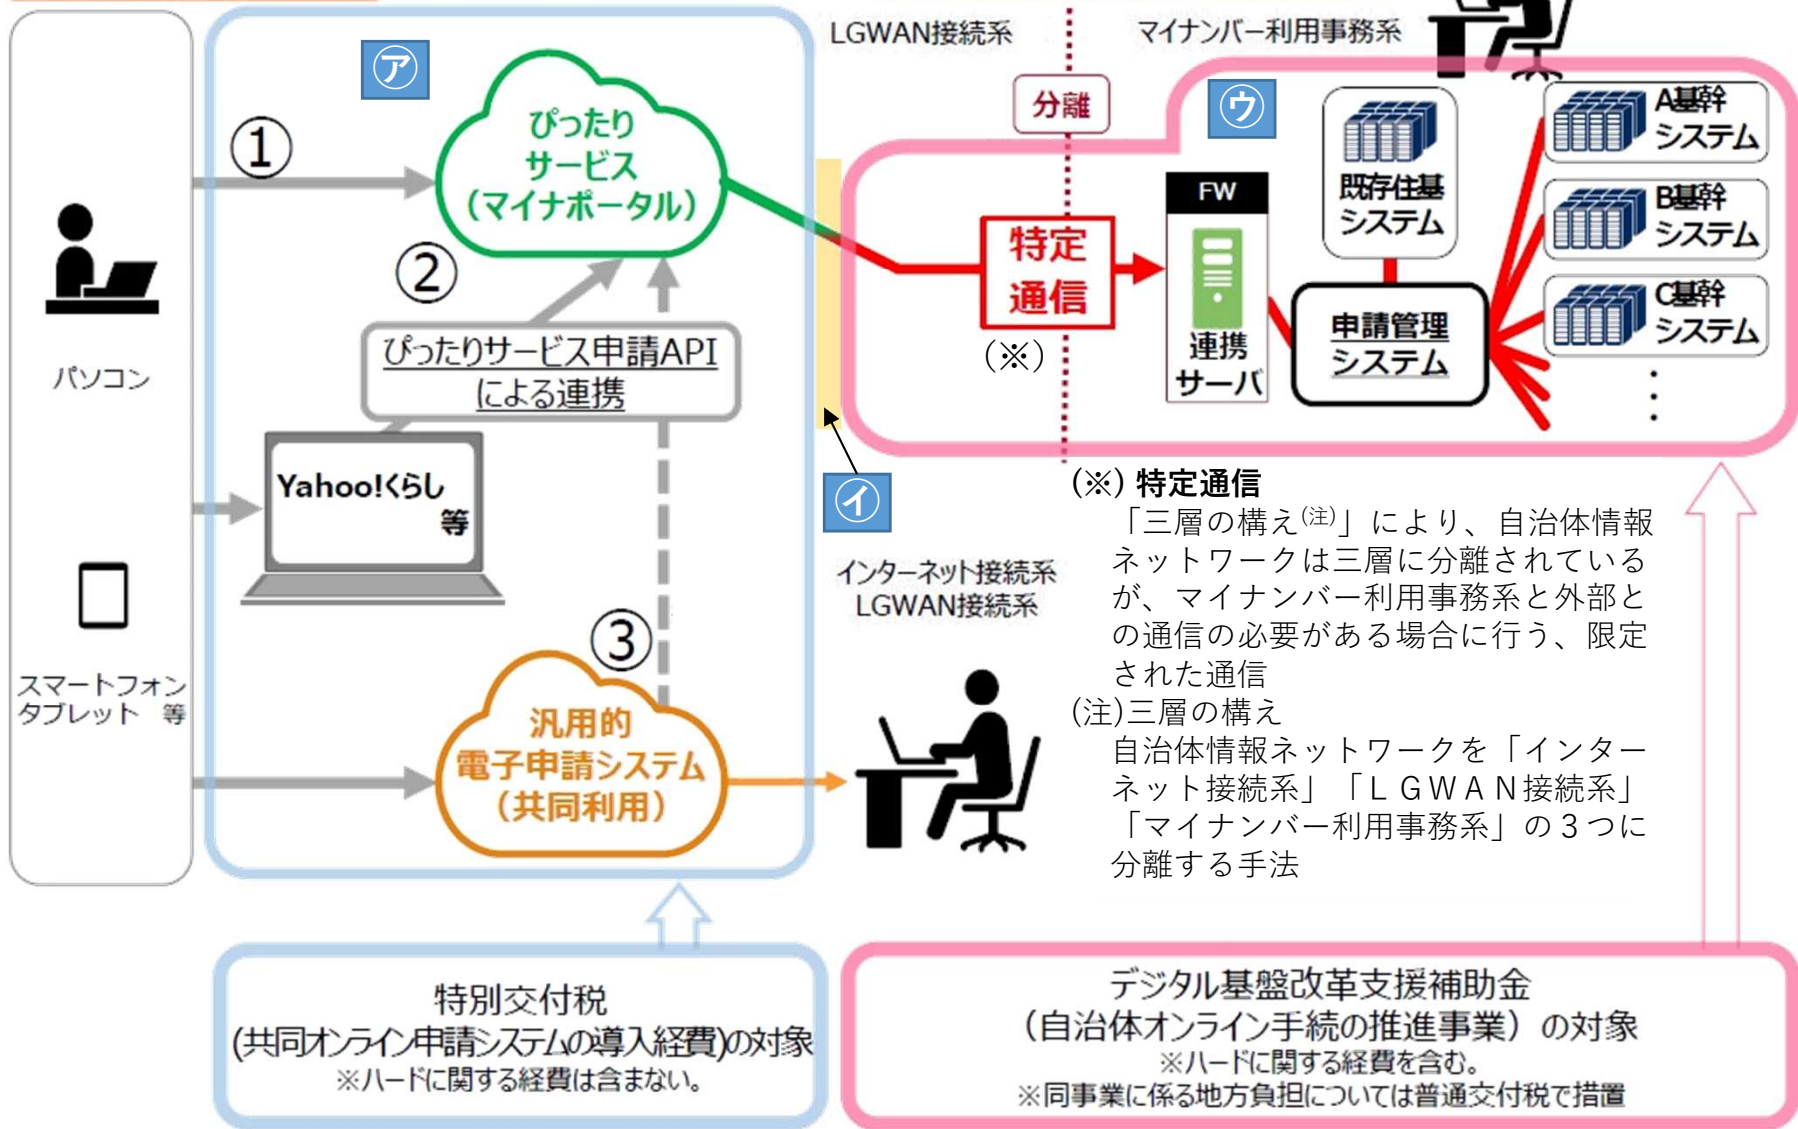 LGWAN接続系
マイナンバー利用事務系
㋐
分離
㋒
①
ぴったり
サービス
（マイナポータル）
FW
既存住基
システム
A基幹
システム
B基幹
システム
C基幹
システム
・
・
・
特定
通信
(※)
連携
サーバ
申請管理
システム
②
ぴったりサービス申請API
による連携
パソコン
Yahoo!くらし
等
㋑
インターネット接続系
LGWAN接続系
スマートフォン
タブレット 等
③
汎用的
電子申請システム
（共同利用）
(※) 特定通信
「三層の構え(注)」により、自治体情報
ネットワークは三層に分離されている
が、マイナンバー利用事務系と外部と
の通信の必要がある場合に行う、限定
された通信
(注)三層の構え
自治体情報ネットワークを「インター
ネット接続系」「ＬＧＷＡＮ接続系」
「マイナンバー利用事務系」の３つに
分離する手法
特別交付税
(共同オンライン申請システムの導入経費)の対象
※ハードに関する経費は含まない。
デジタル基盤改革支援補助金
（自治体オンライン手続の推進事業）の対象
※ハードに関する経費を含む。
※同事業に係る地方負担については普通交付税で措置